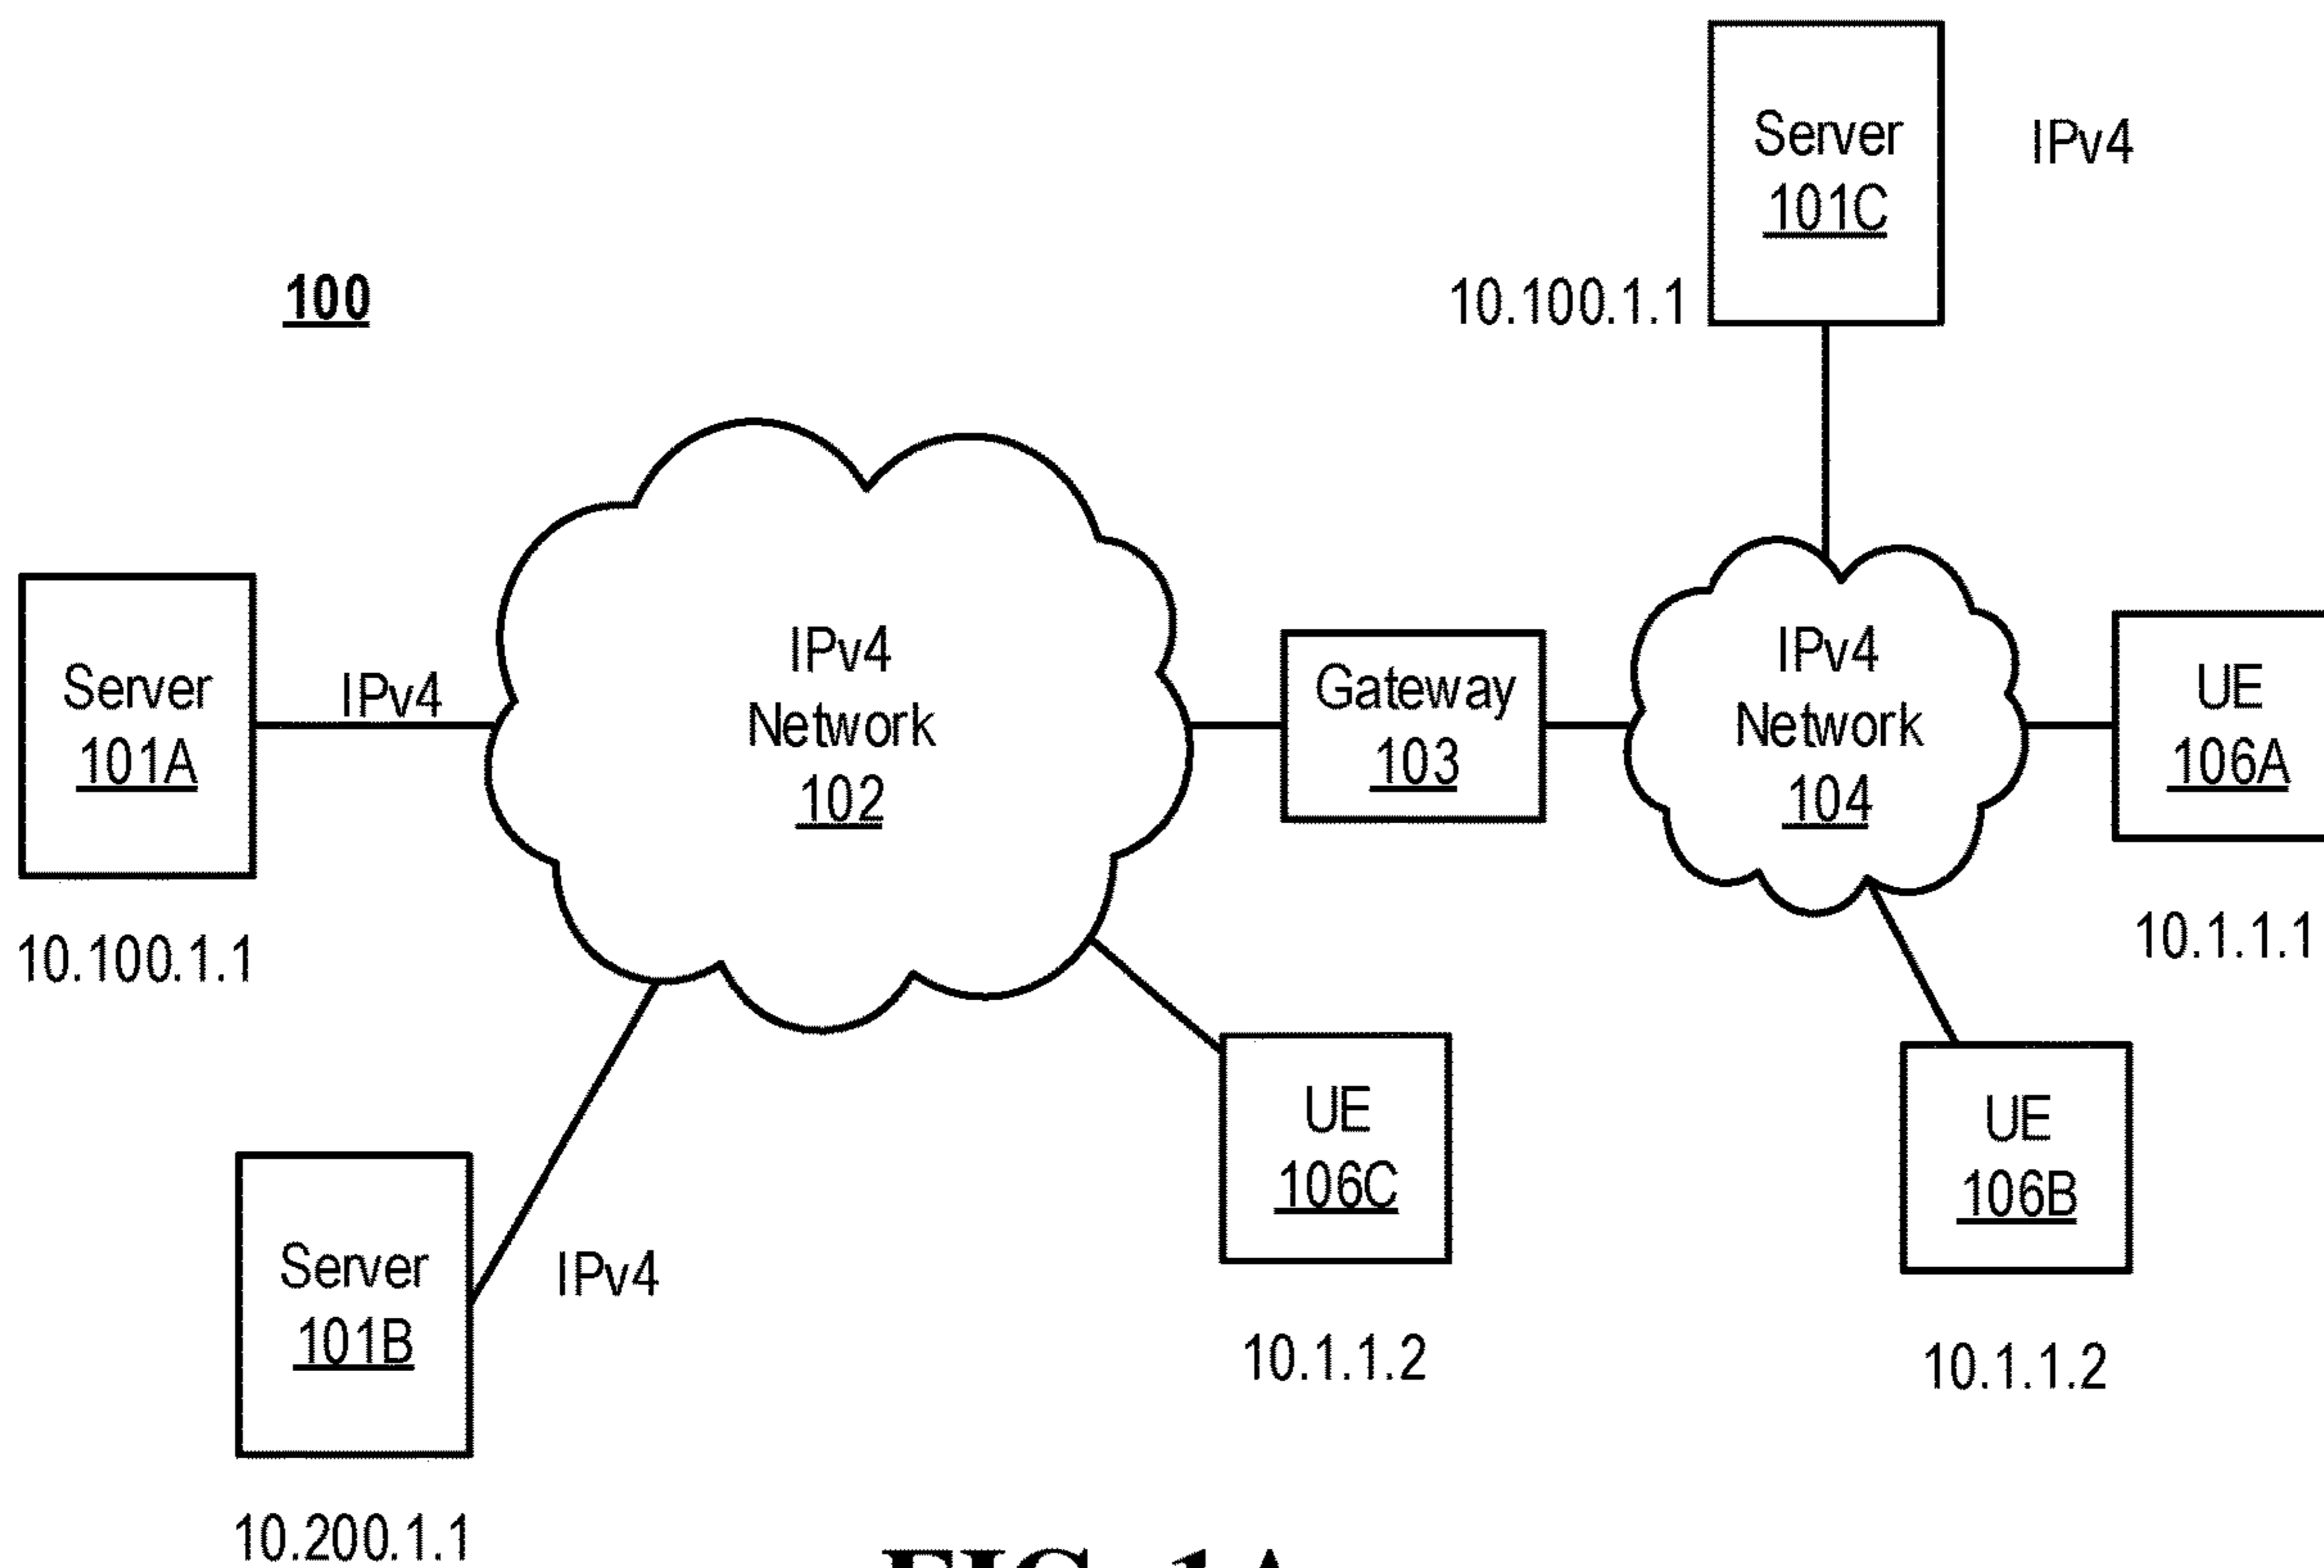 Server
101C
IPv4
10.100.1.1
100
Server
101A
IPv4
10.100.1.1
IPv4
Network
102
Gateway
103
IPv4
Network
104
UE
106A
10.1.1.1
UE
106C
10.1.1.2
UE
106B
10.1.1.2
Server
101B
IPv4
10.200.1.1
FIG. 1A